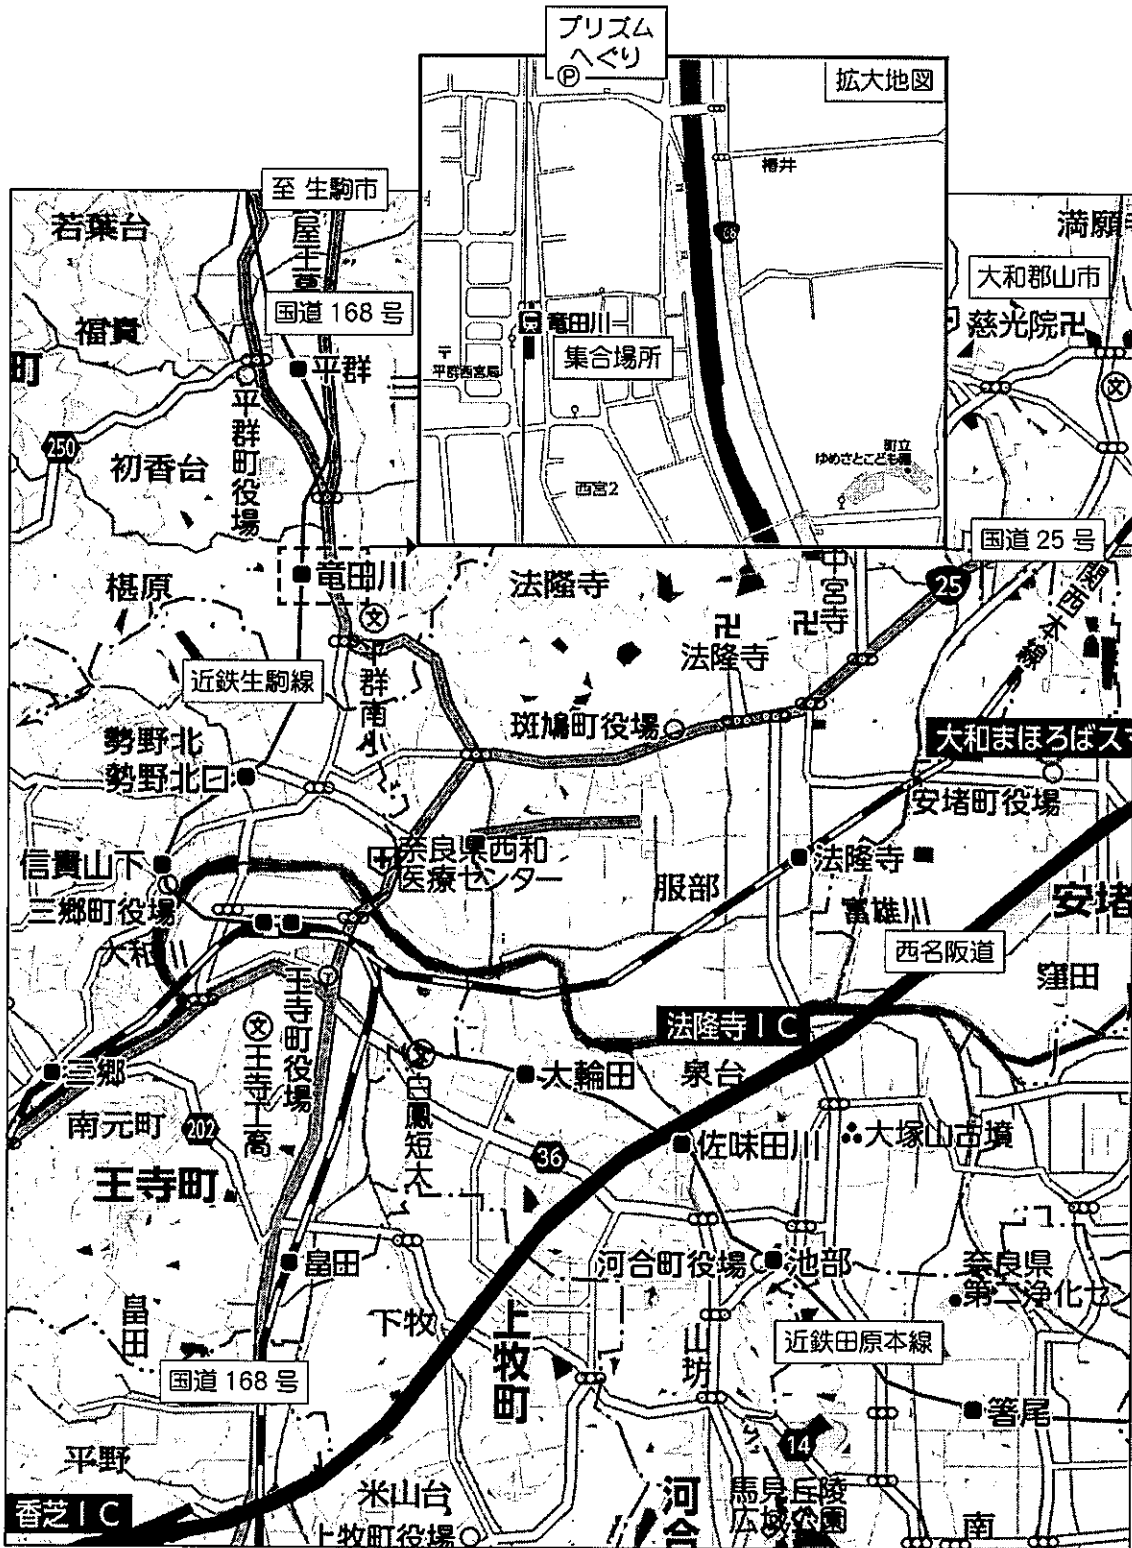 プリズム
へぐり
Ⓟ
拡大地図
椿井
168
竜田川
集合場所
〒
平群西宮局
西宮2
町立
ゆめさとこども園
至 生駒市
若葉台
国道 168 号
福貴
町
平群
平群町役場
250
初香台
満願寺
大和郡山市
慈光院卍
文
国道 25 号
25
関西本線
椹原
竜田川
文
法隆寺
卍
法隆寺
卍
中宮寺
近鉄生駒線
平群南小
斑鳩町役場
勢野北
勢野北口
大和まほろばスマ
安堵町役場
信貴山下
三郷町役場
奈良県西和
医療センター
服部
法隆寺
富雄川
安堵
大和川
西名阪道
窪田
法隆寺IC
王寺町役場
文
王寺工高
三郷
南元町
202
王寺町
文
白鳳短大
大輪田
泉台
36
佐味田川
大塚山古墳
畠田
畠田
河合町役場
池部
奈良県
第二浄化セ
下牧
上牧町
山坊
近鉄田原本線
国道 168 号
箸尾
平野
14
香芝IC
米山台
上牧町役場
河合
馬見丘陵
広域公園
南